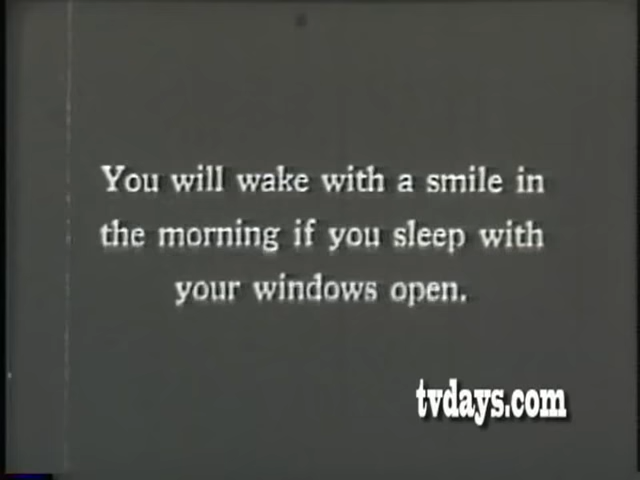 You will wake with a smile in
the morning if you sleep with
your windows open.
tvdays.com